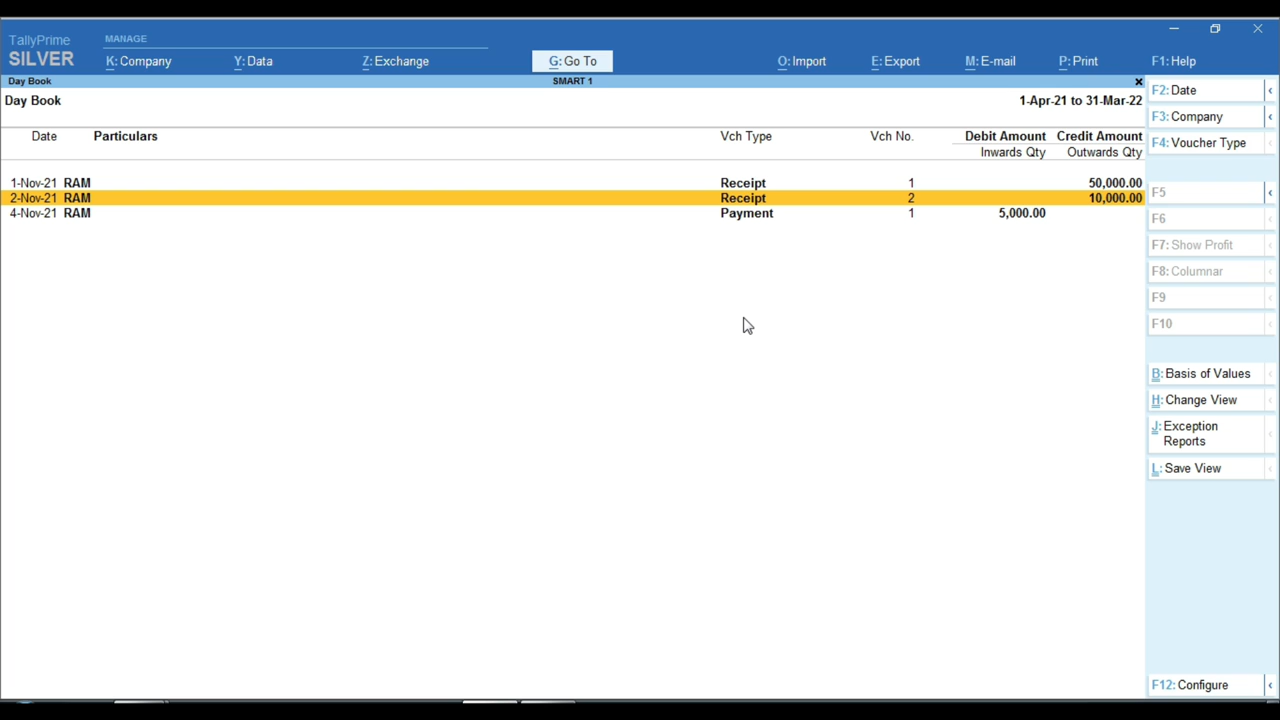 TallyPrime
SILVER
MANAGE
K: Company
Y: Data
Z: Exchange
G: Go To
O: Import
E: Export
M: E-mail
P: Print
F1: Help
Day Book
SMART 1
Day Book
1-Apr-21 to 31-Mar-22
Date Particulars Vch Type Vch No. Debit Amount Credit Amount
Inwards Qty Outwards Qty
1-Nov-21 RAM Receipt 1 50,000.00
2-Nov-21 RAM Receipt 2 10,000.00
4-Nov-21 RAM Payment 1 5,000.00
F2: Date
F3: Company
F4: Voucher Type
F5
F6
F7: Show Profit
F8: Columnar
F9
F10
B: Basis of Values
H: Change View
J: Exception
Reports
L: Save View
F12: Configure